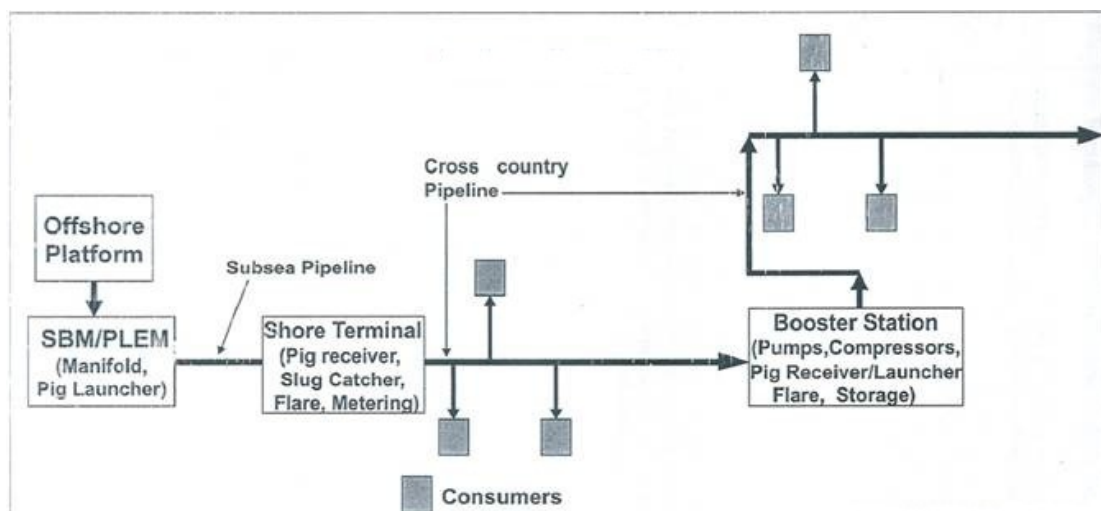 Offshore
Platform
SBM/PLEM
(Manifold,
Pig Launcher)
Subsea Pipeline
Shore Terminal
(Pig receiver,
Slug Catcher,
Flare, Metering)
Cross country
Pipeline
Booster Station
(Pumps,Compressors,
Pig Receiver/Launcher
Flare, Storage)
Consumers